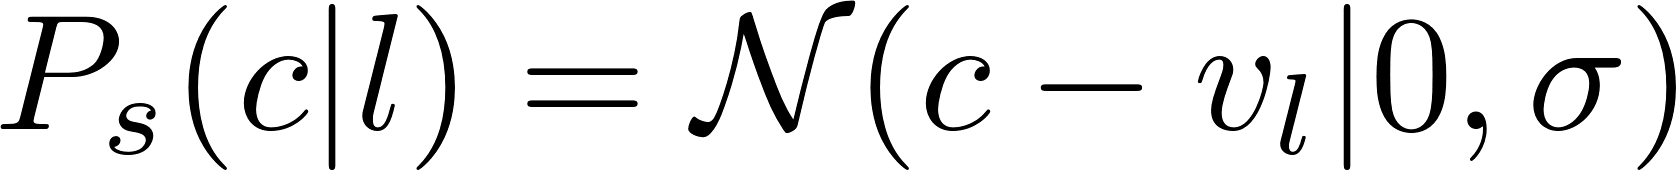 $P_s(c|l) = \mathcal{N}(c - v_l|0, \sigma)$